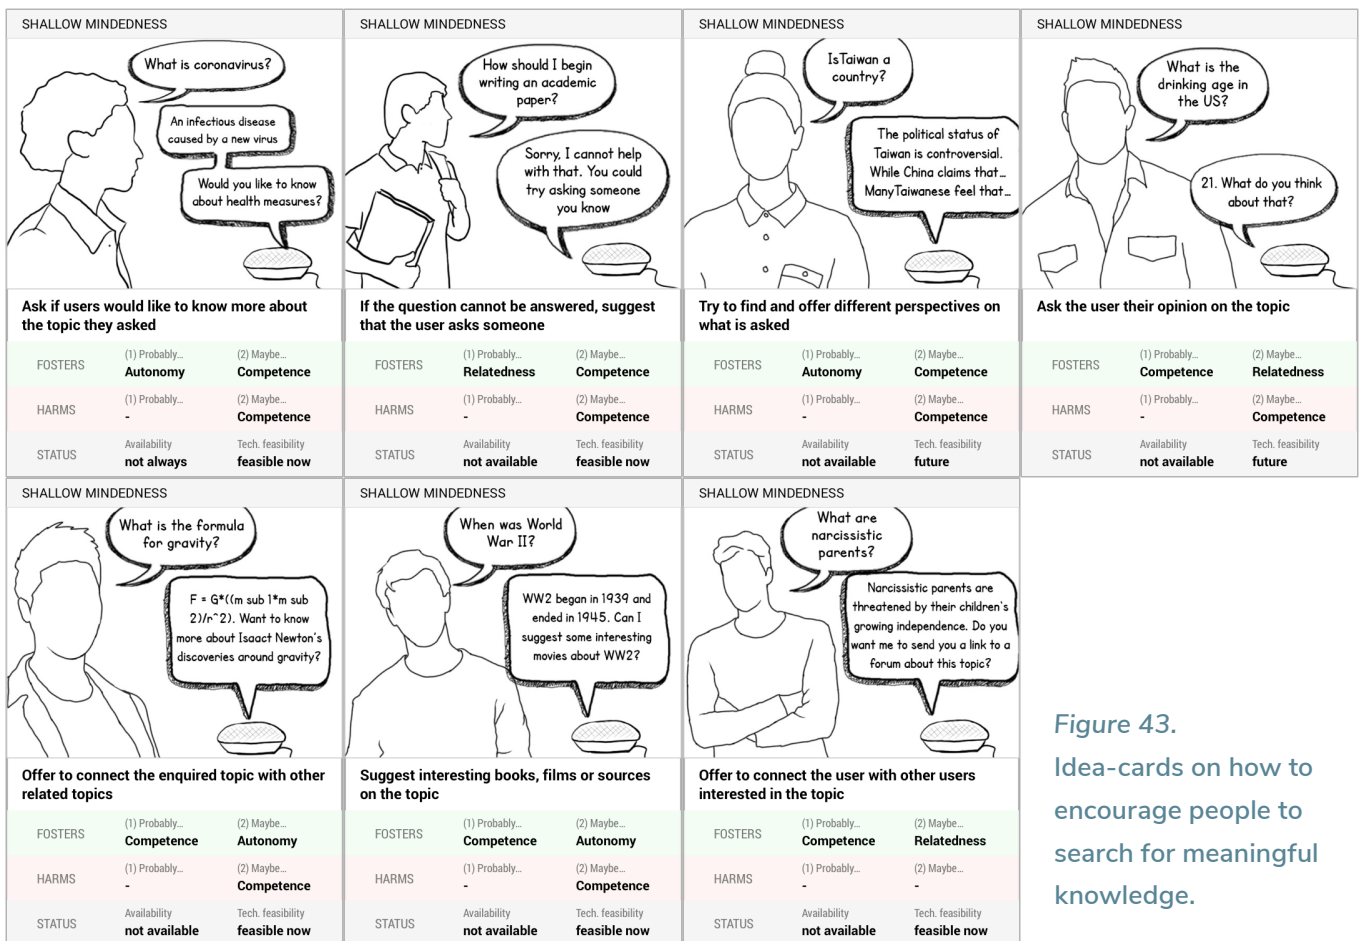 SHALLOW MINDEDNESS
What is coronavirus?
An infectious disease
caused by a new virus
Would you like to know
about health measures?
Ask if users would like to know more about
the topic they asked
FOSTERS
(1) Probably...
Autonomy
(2) Maybe...
Competence
HARMS
(1) Probably...
-
(2) Maybe...
Competence
STATUS
Availability
not always
Tech. feasibility
feasible now
SHALLOW MINDEDNESS
How should I begin
writing an academic
paper?
Sorry, I cannot help
with that. You could
try asking someone
you know
If the question cannot be answered, suggest
that the user asks someone
FOSTERS
(1) Probably...
Relatedness
(2) Maybe...
Competence
HARMS
(1) Probably...
-
(2) Maybe...
Competence
STATUS
Availability
not available
Tech. feasibility
feasible now
SHALLOW MINDEDNESS
IsTaiwan a
country?
The political status of
Taiwan is controversial.
While China claims that...
ManyTaiwanese feel that...
Try to find and offer different perspectives on
what is asked
FOSTERS
(1) Probably...
Autonomy
(2) Maybe...
Competence
HARMS
(1) Probably...
-
(2) Maybe...
Competence
STATUS
Availability
not available
Tech. feasibility
future
SHALLOW MINDEDNESS
What is the
drinking age in
the US?
21. What do you think
about that?
Ask the user their opinion on the topic
FOSTERS
(1) Probably...
Competence
(2) Maybe...
Relatedness
HARMS
(1) Probably...
-
(2) Maybe...
Competence
STATUS
Availability
not available
Tech. feasibility
future
SHALLOW MINDEDNESS
What is the formula
for gravity?
F = G*((m sub 1*m sub
2)/r^2). Want to know
more about Isaact Newton's
discoveries around gravity?
Offer to connect the enquired topic with other
related topics
FOSTERS
(1) Probably...
Competence
(2) Maybe...
Autonomy
HARMS
(1) Probably...
-
(2) Maybe...
Competence
STATUS
Availability
not available
Tech. feasibility
feasible now
SHALLOW MINDEDNESS
When was World
War II?
WW2 began in 1939 and
ended in 1945. Can I
suggest some interesting
movies about WW2?
Suggest interesting books, films or sources
on the topic
FOSTERS
(1) Probably...
Competence
(2) Maybe...
Autonomy
HARMS
(1) Probably...
-
(2) Maybe...
Competence
STATUS
Availability
not available
Tech. feasibility
feasible now
SHALLOW MINDEDNESS
What are
narcissistic
parents?
Narcissistic parents are
threatened by their children's
growing independence. Do you
want me to send you a link to a
forum about this topic?
Offer to connect the user with other users
interested in the topic
FOSTERS
(1) Probably...
Competence
(2) Maybe...
Relatedness
HARMS
(1) Probably...
-
(2) Maybe...
-
STATUS
Availability
not available
Tech. feasibility
feasible now
Figure 43.
Idea-cards on how to
encourage people to
search for meaningful
knowledge.